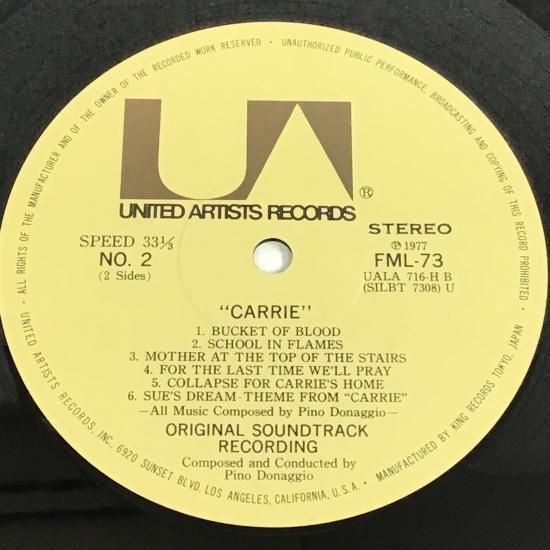 · ALL RIGHTS OF THE MANUFACTURER AND OF THE OWNER OF THE RECORDED WORK RESERVED · UNAUTHORIZED PUBLIC PERFORMANCE, BROADCASTING AND COPYING OF THIS RECORD PROHIBITED ·
UA®
UNITED ARTISTS RECORDS
SPEED 33⅓
NO. 2
(2 Sides)
STEREO
℗ 1977
FML-73
UALA 716-H B
(SILBT 7308) U
"CARRIE"
1. BUCKET OF BLOOD
2. SCHOOL IN FLAMES
3. MOTHER AT THE TOP OF THE STAIRS
4. FOR THE LAST TIME WE'LL PRAY
5. COLLAPSE FOR CARRIE'S HOME
6. SUE'S DREAM-THEME FROM "CARRIE"
—All Music Composed by Pino Donaggio—
ORIGINAL SOUNDTRACK
RECORDING
Composed and Conducted by
Pino Donaggio
UNITED ARTISTS RECORDS, INC., 6920 SUNSET BLVD, LOS ANGELES, CALIFORNIA, U.S.A. · MANUFACTURED BY KING RECORDS TOKYO, JAPAN